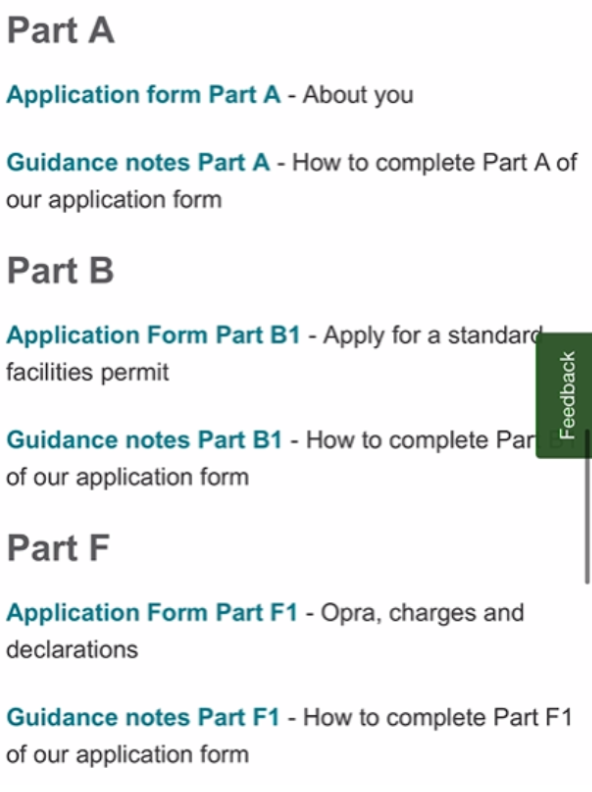 Part A
Application form Part A - About you
Guidance notes Part A - How to complete Part A of
our application form
Part B
Application Form Part B1 - Apply for a standard
facilities permit
Feedback
Guidance notes Part B1 - How to complete Par
of our application form
Part F
Application Form Part F1 - Opra, charges and
declarations
Guidance notes Part F1 - How to complete Part F1
of our application form